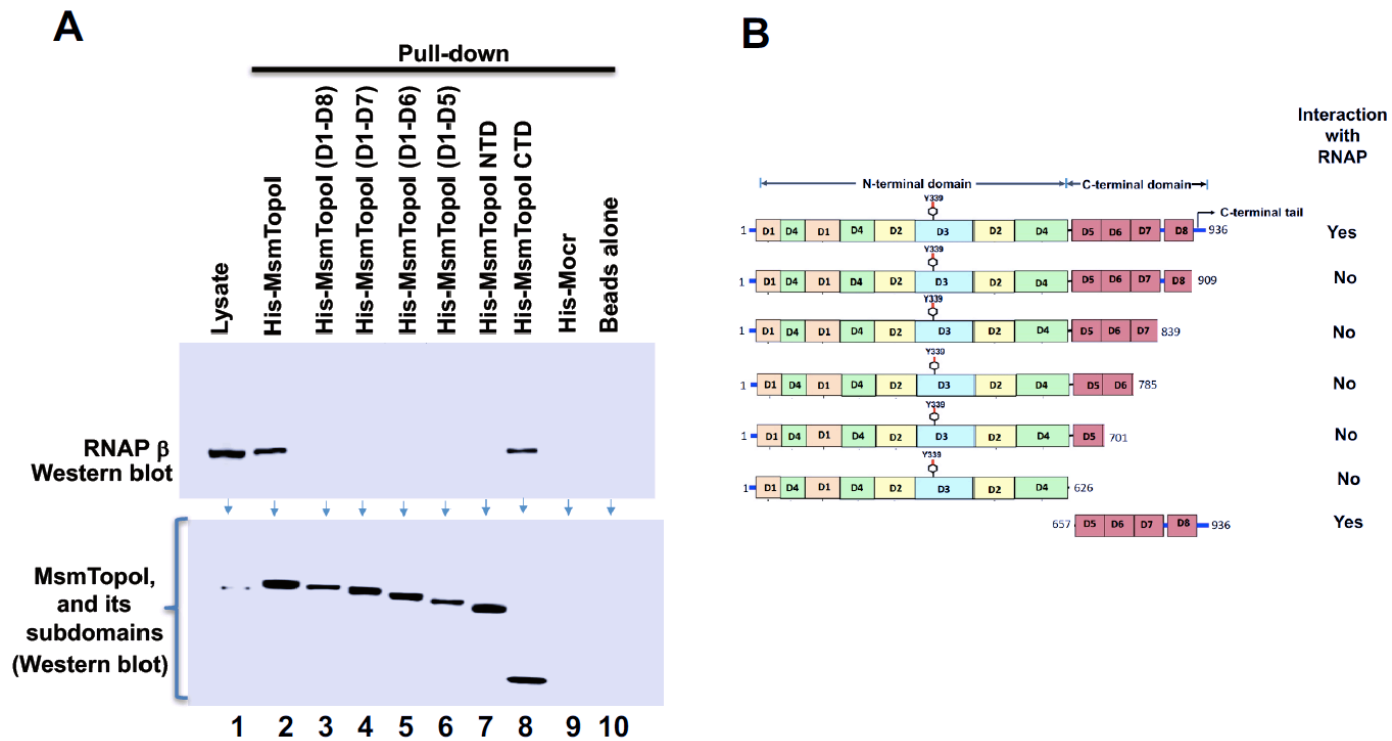 A
Pull-down
Lysate
His-MsmTopoI
His-MsmTopoI (D1-D8)
His-MsmTopoI (D1-D7)
His-MsmTopoI (D1-D6)
His-MsmTopoI (D1-D5)
His-MsmTopoI NTD
His-MsmTopoI CTD
His-Mocr
Beads alone
RNAP β
Western blot
MsmTopoI,
and its
subdomains
(Western blot)
1 2 3 4 5 6 7 8 9 10
B
Interaction
with
RNAP
N-terminal domain C-terminal domain
Y339
C-terminal tail
1 D1 D4 D1 D4 D2 D3 D2 D4 D5 D6 D7 D8 936 Yes
Y339
1 D1 D4 D1 D4 D2 D3 D2 D4 D5 D6 D7 D8 909 No
Y339
1 D1 D4 D1 D4 D2 D3 D2 D4 D5 D6 D7 839 No
Y339
1 D1 D4 D1 D4 D2 D3 D2 D4 D5 D6 785 No
Y339
1 D1 D4 D1 D4 D2 D3 D2 D4 D5 701 No
Y339
1 D1 D4 D1 D4 D2 D3 D2 D4 626 No
657 D5 D6 D7 D8 936 Yes